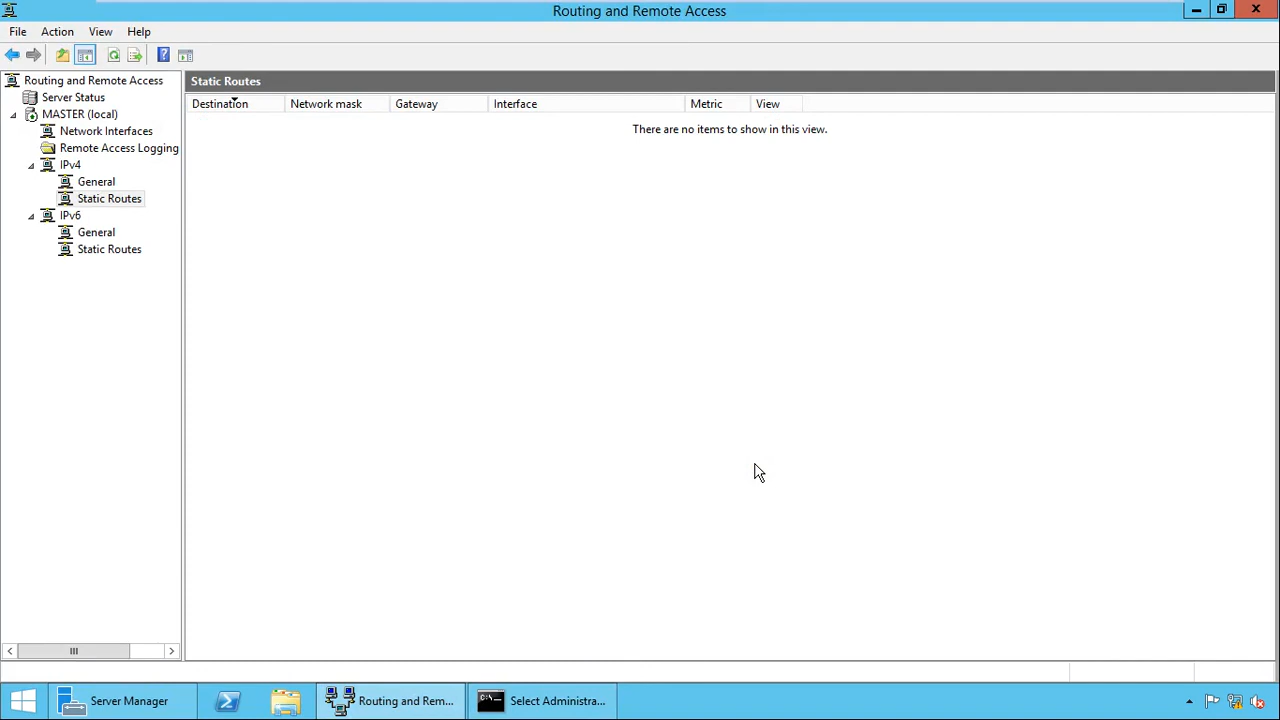 Routing and Remote Access
File Action View Help
Routing and Remote Access
Server Status
MASTER (local)
Network Interfaces
Remote Access Logging
IPv4
General
Static Routes
IPv6
General
Static Routes
Static Routes
Destination Network mask Gateway Interface Metric View
There are no items to show in this view.
Server Manager
Routing and Rem...
C:\
Select Administra...